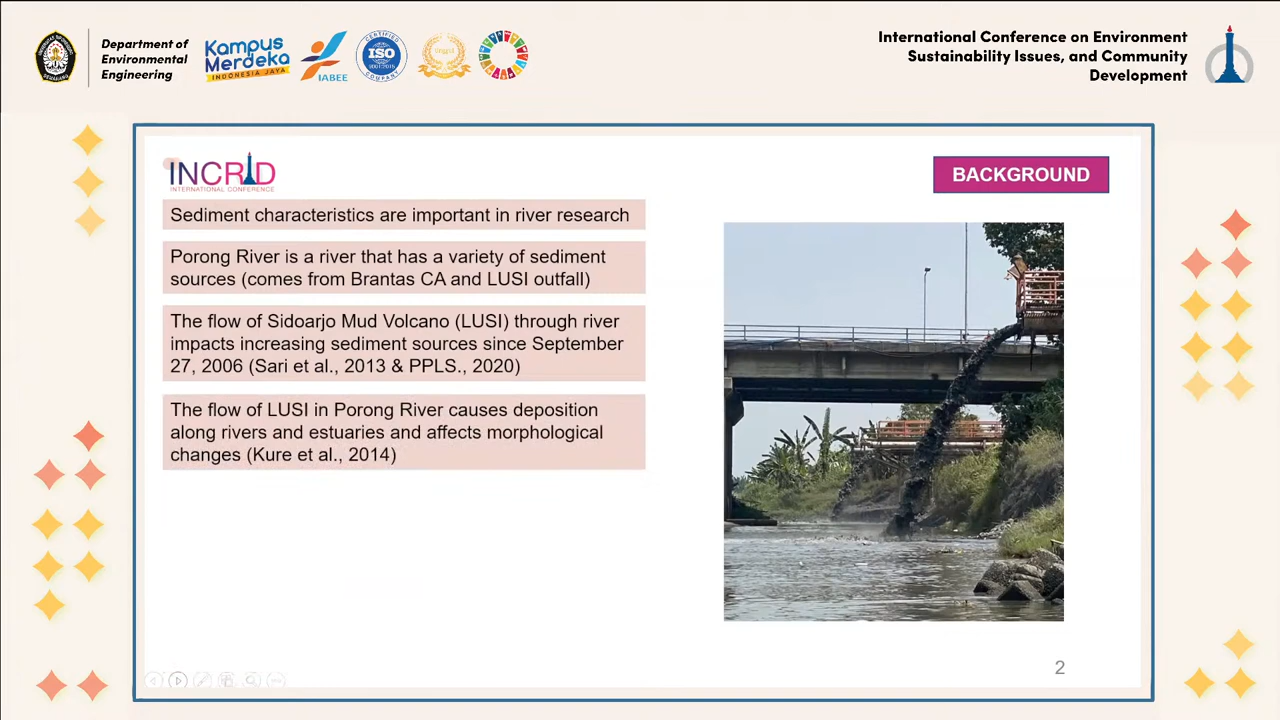 Department of
Environmental
Engineering
Kampus
Merdeka
INDONESIA JAYA
IABEE
CERTIFIED
ISO
9001:2015
COMPANY
International Conference on Environment
Sustainability Issues, and Community
Development
INCRID
INTERNATIONAL CONFERENCE
BACKGROUND
Sediment characteristics are important in river research
Porong River is a river that has a variety of sediment
sources (comes from Brantas CA and LUSI outfall)
The flow of Sidoarjo Mud Volcano (LUSI) through river
impacts increasing sediment sources since September
27, 2006 (Sari et al., 2013 & PPLS., 2020)
The flow of LUSI in Porong River causes deposition
along rivers and estuaries and affects morphological
changes (Kure et al., 2014)
2